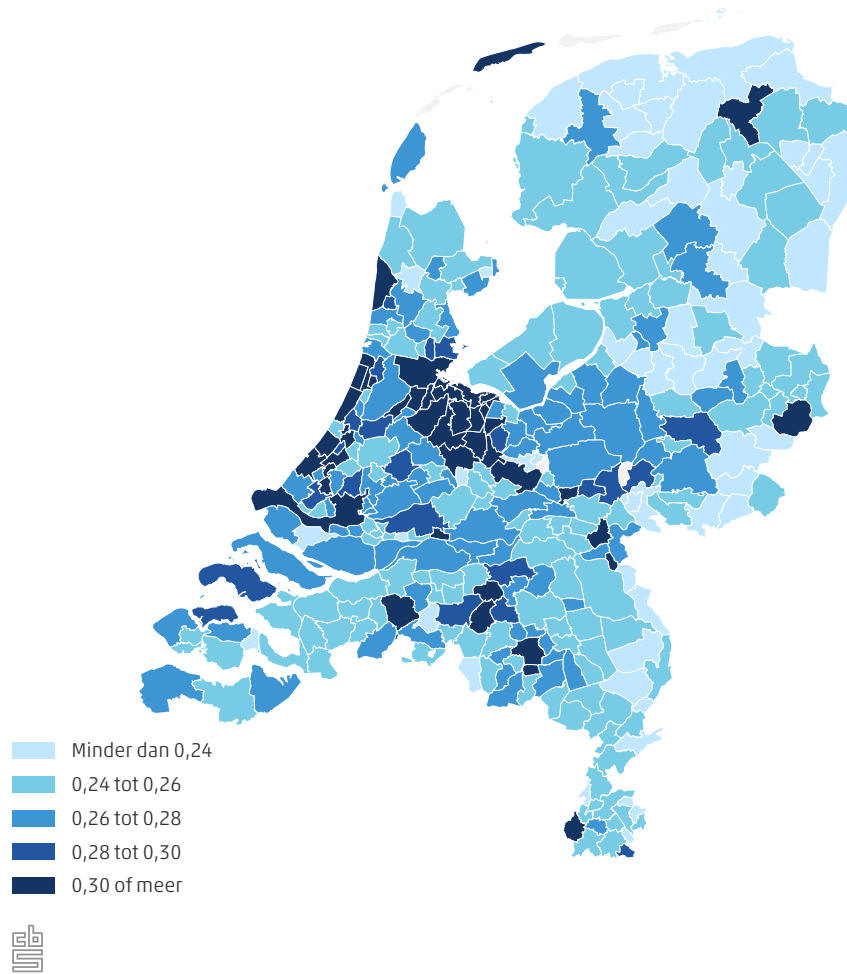 Minder dan 0,24
0,24 tot 0,26
0,26 tot 0,28
0,28 tot 0,30
0,30 of meer
cbs